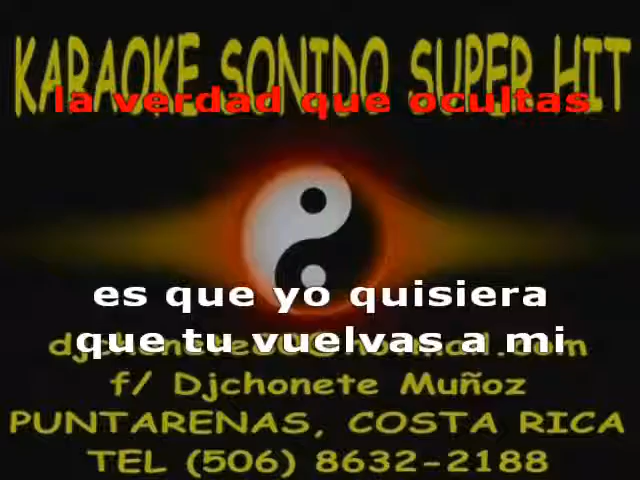 KARAOKE SONIDO SUPER HIT
la verdad que ocultas
es que yo quisiera
que tu vuelvas a mi
f/ Djchonete Muñoz
PUNTARENAS, COSTA RICA
TEL (506) 8632-2188